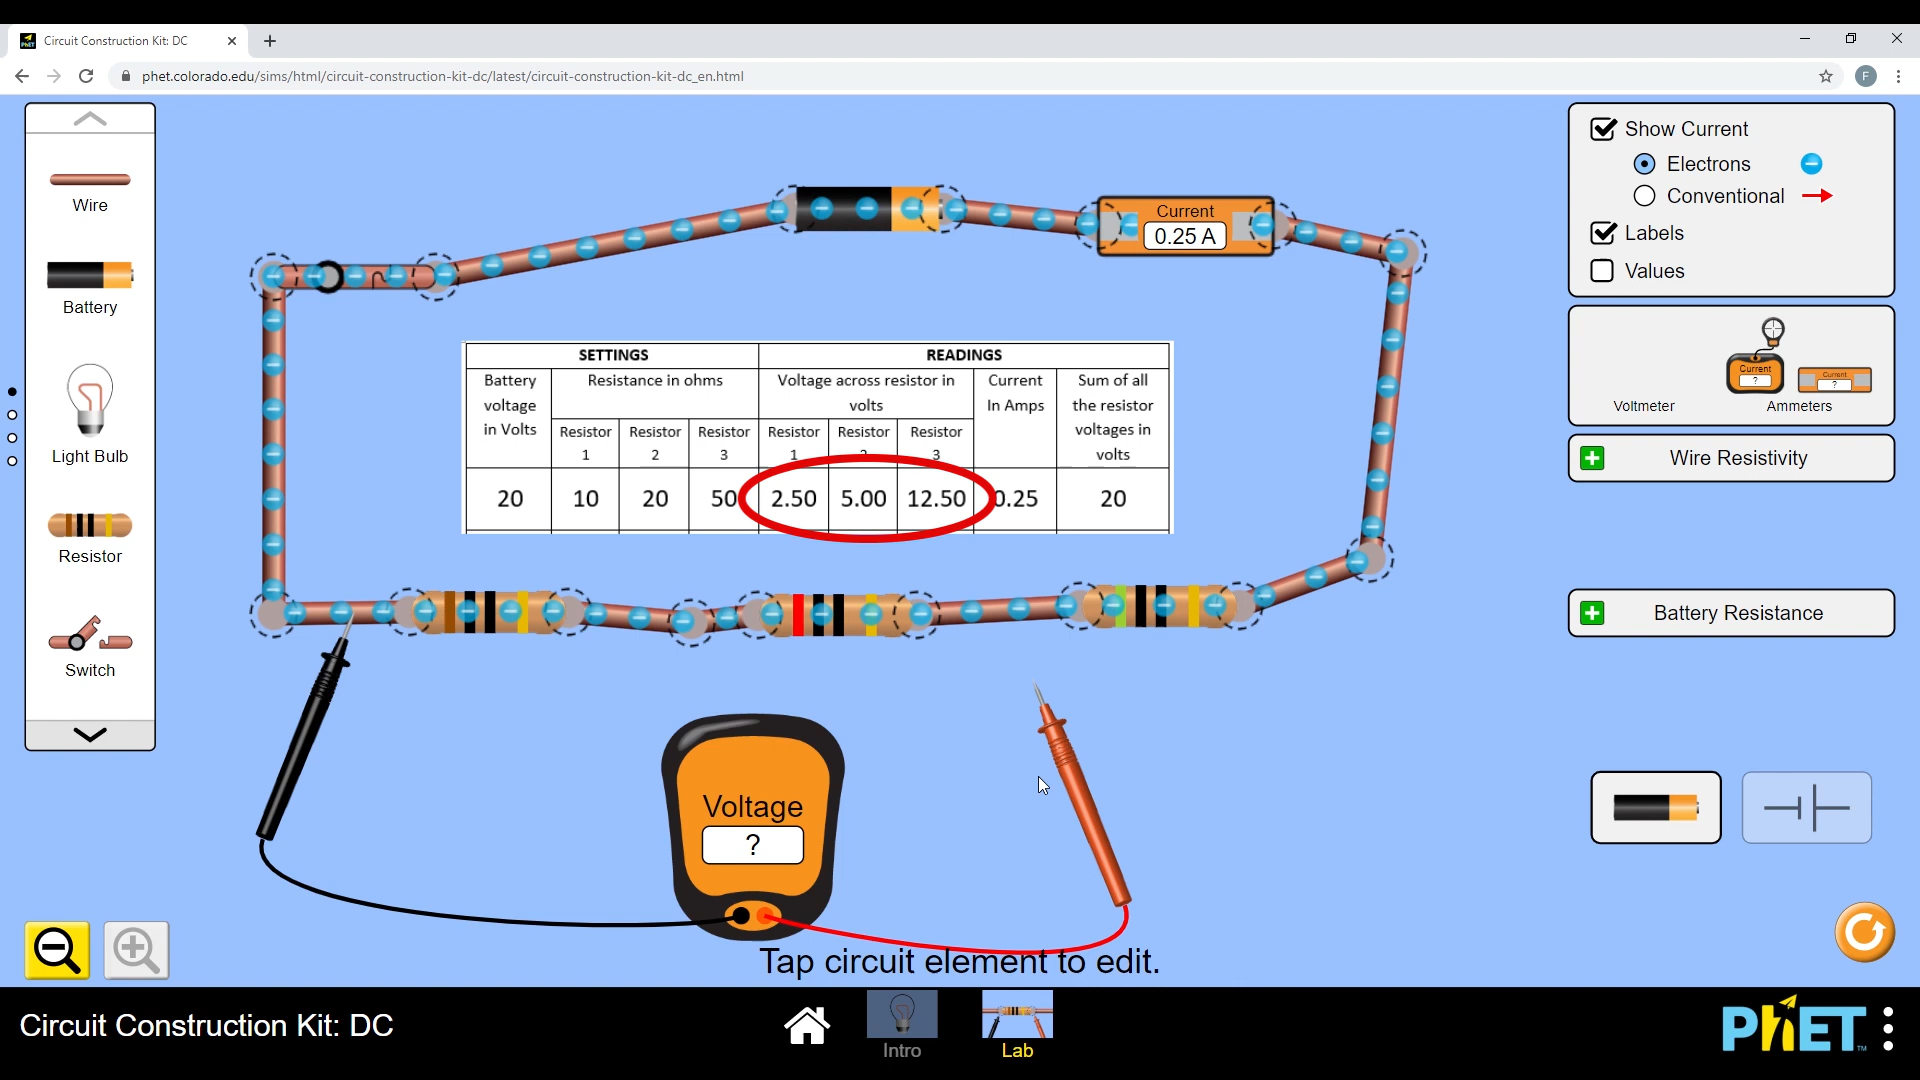 Circuit Construction Kit: DC
phet.colorado.edu/sims/html/circuit-construction-kit-dc/latest/circuit-construction-kit-dc_en.html
F
Wire
Battery
Light Bulb
Resistor
Switch
Current
0.25 A
SETTINGS READINGS
Battery voltage in Volts
Resistance in ohms
Voltage across resistor in volts
Current In Amps
Sum of all the resistor voltages in volts
Resistor 1 Resistor 2 Resistor 3 Resistor 1 Resistor 2 Resistor 3
20 10 20 50 2.50 5.00 12.50 0.25 20
Voltage
?
Tap circuit element to edit.
Show Current
Electrons
Conventional
Labels
Values
Current
?
Current
?
Voltmeter Ammeters
Wire Resistivity
Battery Resistance
Circuit Construction Kit: DC
Intro
Lab
PhET